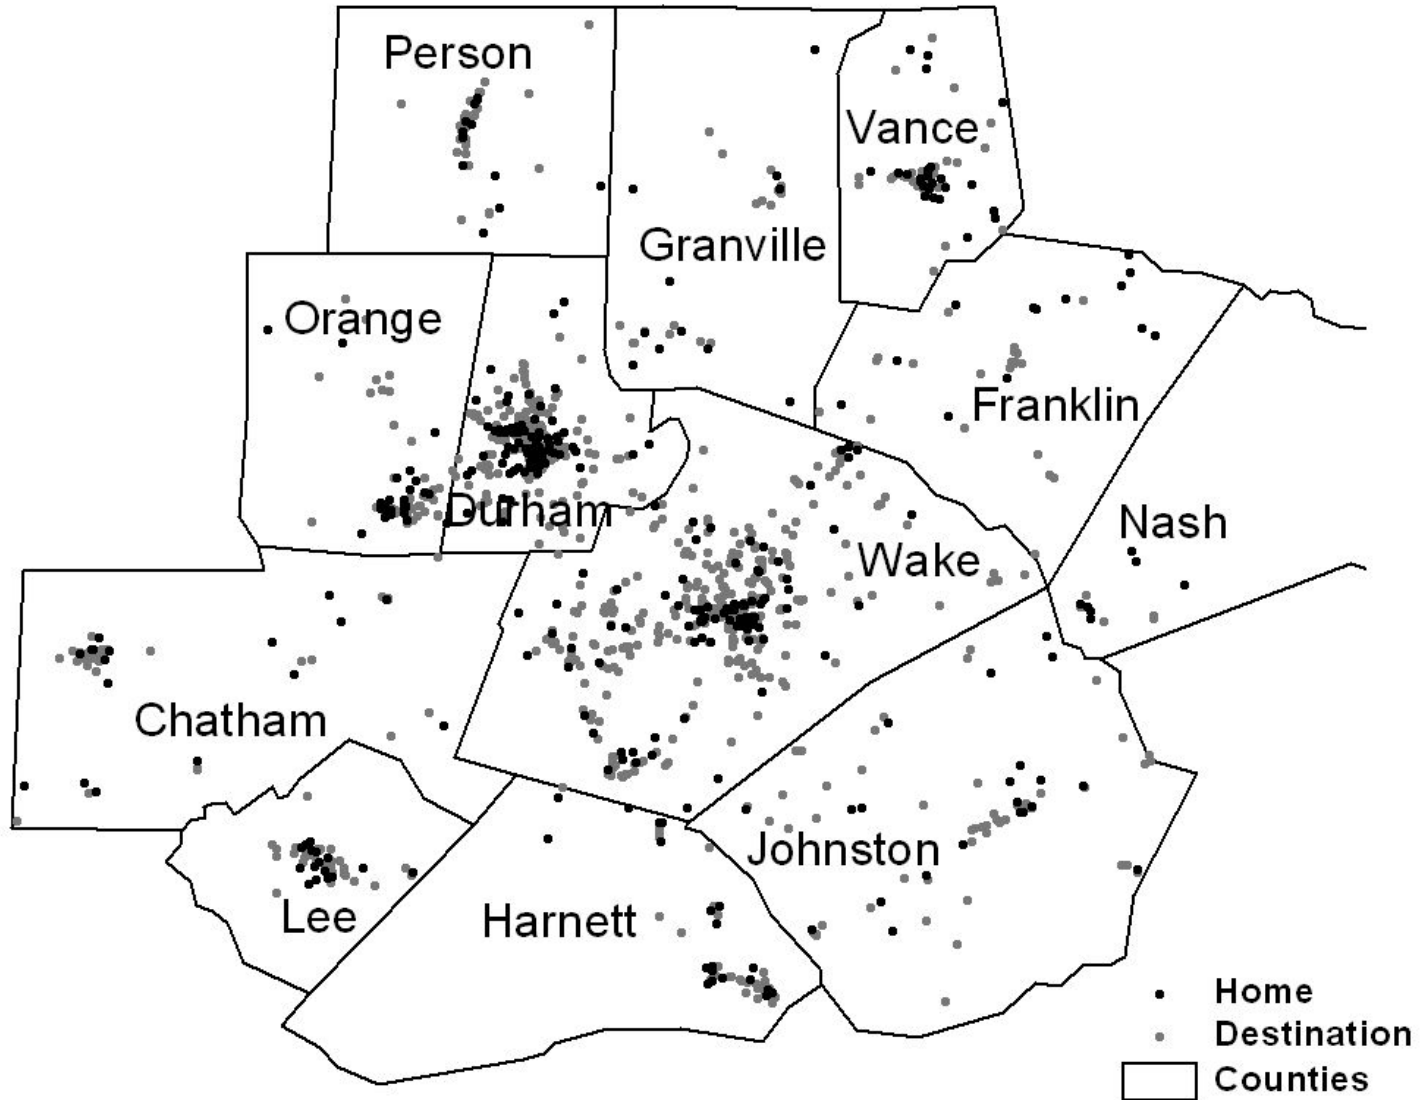 Person
Vance
Granville
Orange
Franklin
Durham
Nash
Wake
Chatham
Johnston
Lee
Harnett
Home
Destination
Counties